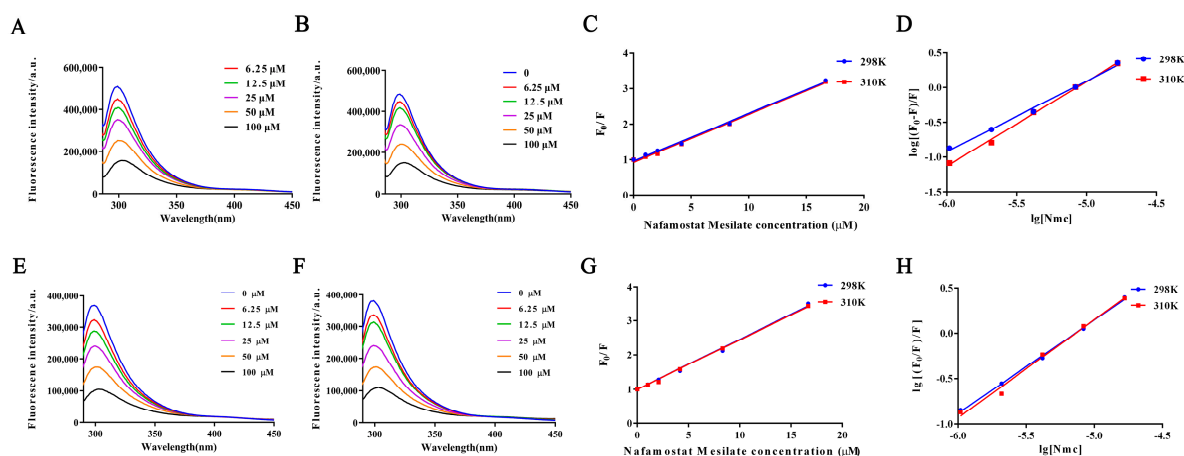 A
Fluorescence intensity/a.u.
600,000
400,000
200,000
0
300
350
400
450
Wavelength(nm)
6.25 μM
12.5 μM
25 μM
50 μM
100 μM
B
Fluorescence intensity/a.u.
600,000
400,000
200,000
0
300
350
400
450
Wavelength(nm)
0
6.25 μM
12.5 μM
25 μM
50 μM
100 μM
C
F0/F
4
3
2
1
0
0
5
10
15
20
Nafamostat Mesilate concentration (μM)
298K
310K
D
log[(F0-F)/F]
0.5
0.0
-0.5
-1.0
-1.5
-6.0
-5.5
-5.0
-4.5
lg[Nmc]
298K
310K
E
Fluorescene intensity/a.u.
400,000
300,000
200,000
100,000
0
300
350
400
450
Wavelength(nm)
0 μM
6.25 μM
12.5 μM
25 μM
50 μM
100 μM
F
Fluorescene intensity/a.u.
400,000
300,000
200,000
100,000
0
300
350
400
450
Wavelength(nm)
0 μM
6.25 μM
12.5 μM
25 μM
50 μM
100 μM
G
F0/F
4
3
2
1
0
0
5
10
15
20
Nafamostat Mesilate concentration(μM)
298K
310K
H
lg [(F0/F)/F]
0.5
0.0
-0.5
-1.0
-6.0
-5.5
-5.0
-4.5
lg[Nmc]
298K
310K